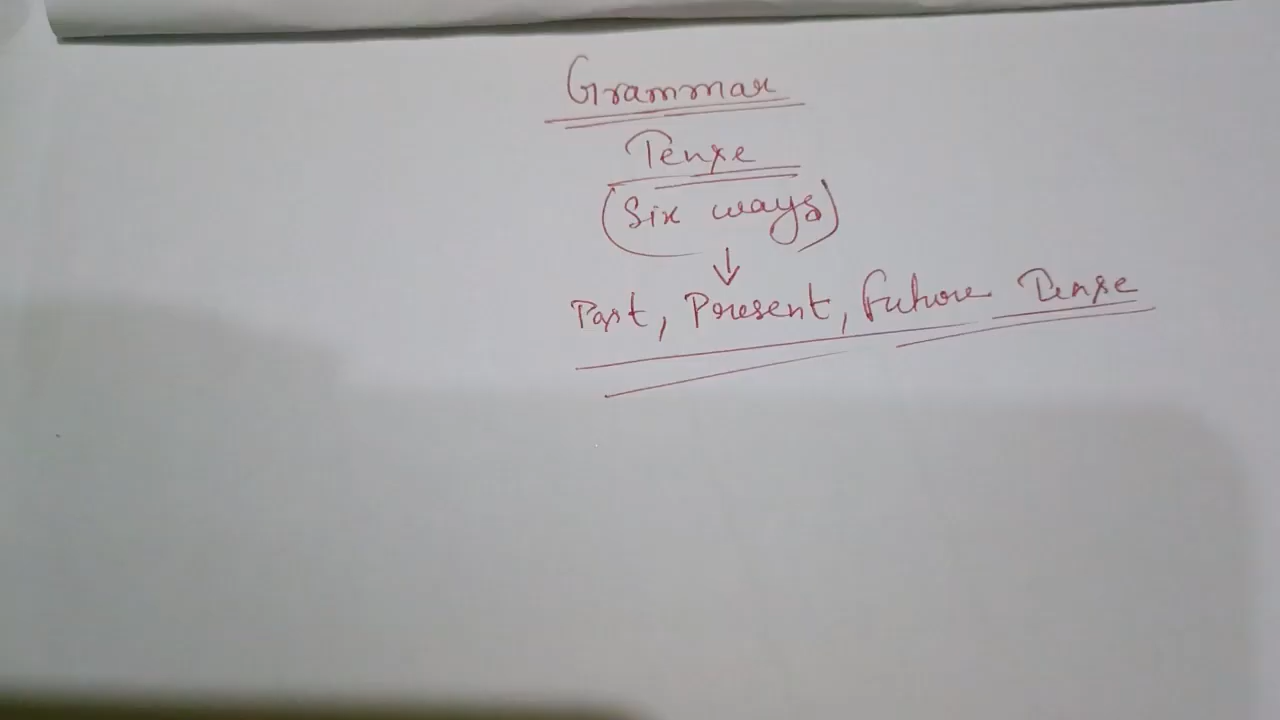 Grammar
Tense
(Six ways)
↓
Past, Present, Future Tense